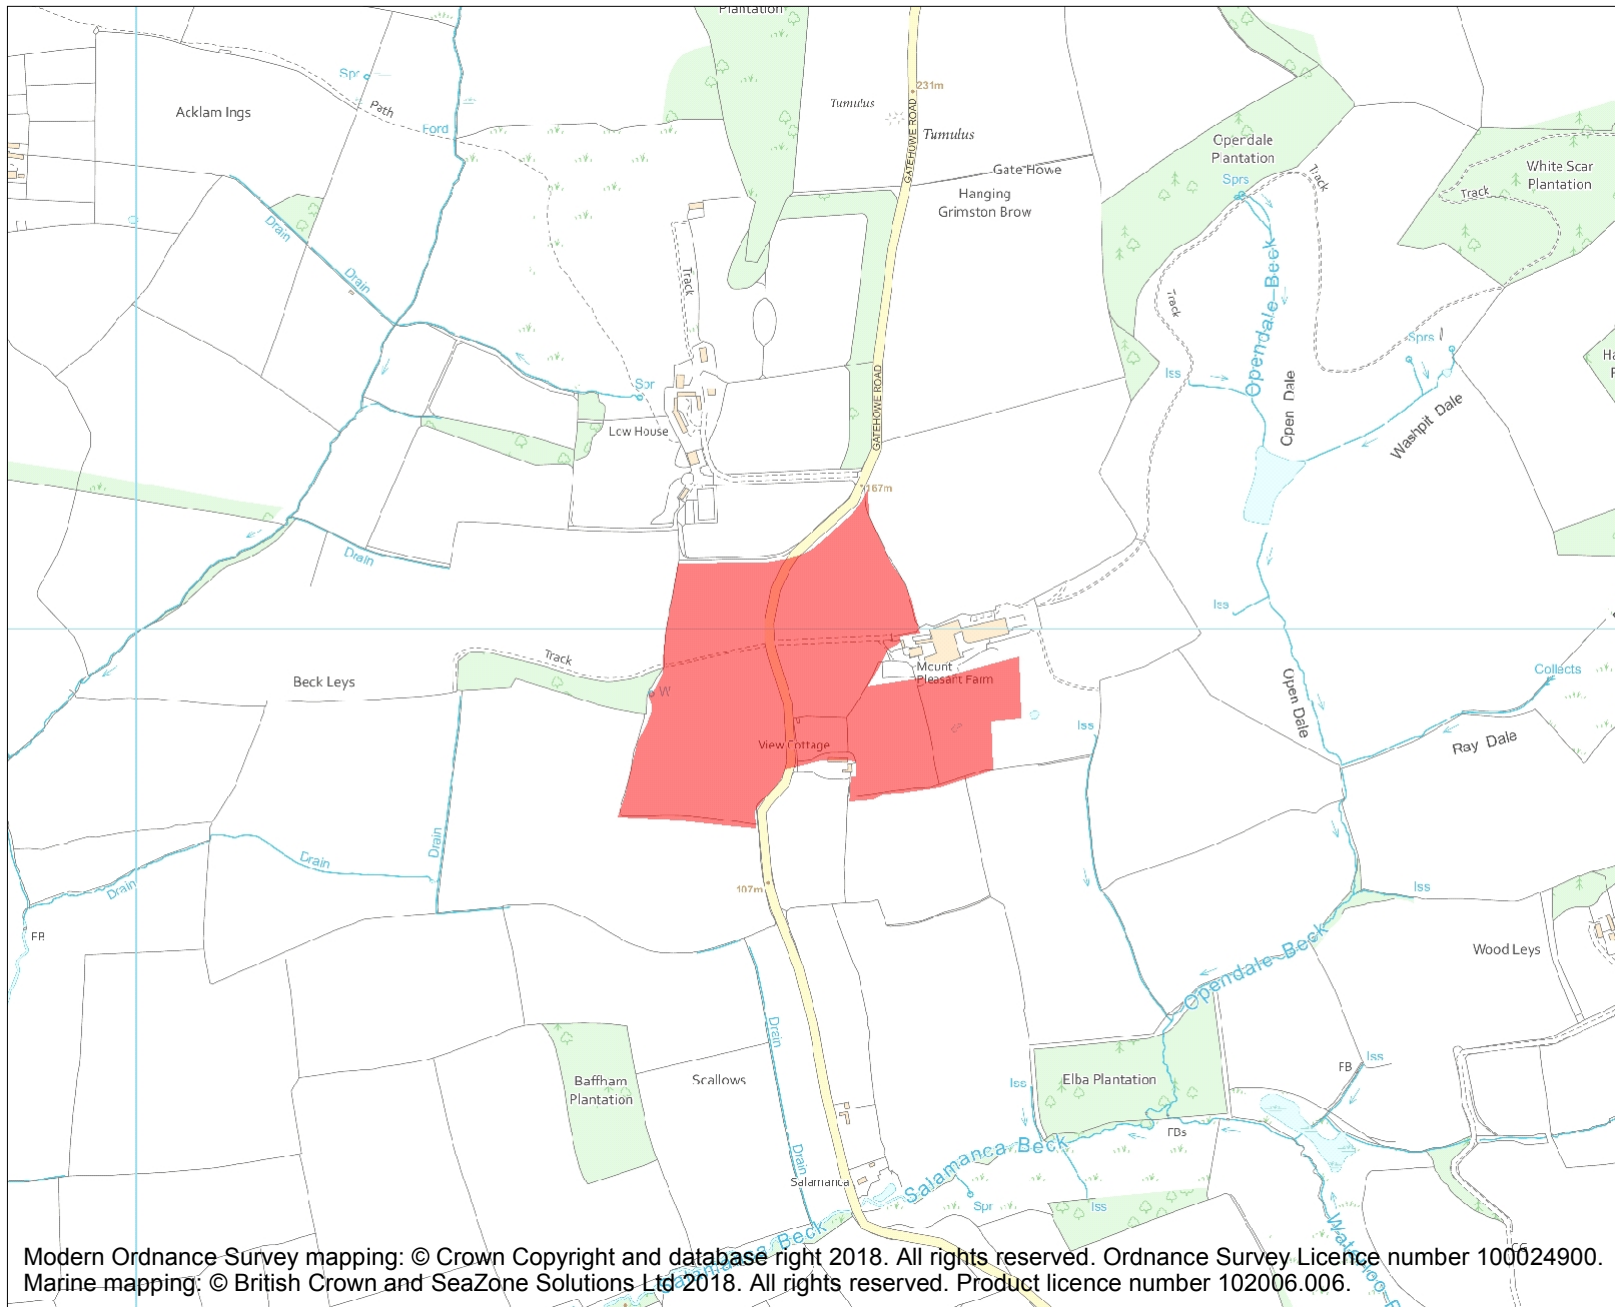 Plantation
231m
Spr
Acklam Ings
Path
Ford
Tumulus
Tumulus
GATEHOWE ROAD
Gate Howe
Hanging
Grimston Brow
Sprs
Track
White Scar
Plantation
Track
Plantation
Drain
Drain
Track
Track
Opendale Beck
Sprs
Iss
Open Dale
Washpit Dale
Spr
GATEHOWE ROAD
167m
Drain
Iss
Track
Beck Leys
W
Mount
Pleasant Farm
Open Dale
Collects
Iss
Ray Dale
View Cottage
Drain
Drain
Drain
107m
Iss
Opendale Beck
Wood Leys
Drain
Baffham
Plantation
Scallows
Elba Plantation
Iss
FB
Iss
FBs
Drain
Salamanca
Salamanca Beck
Spr
Iss
Salamanca Beck
Modern Ordnance Survey mapping: © Crown Copyright and database right 2018. All rights reserved. Ordnance Survey Licence number 100024900.
Marine mapping: © British Crown and SeaZone Solutions Ltd 2018. All rights reserved. Product licence number 102006.006.